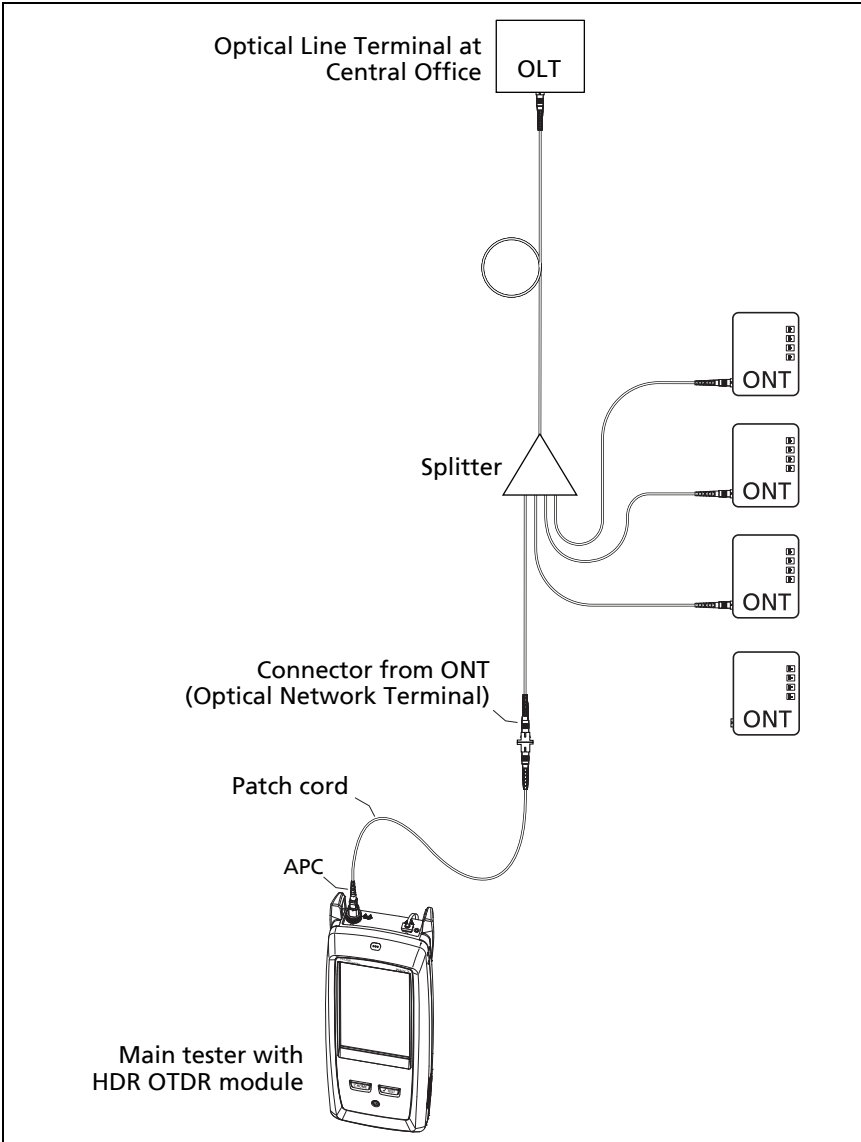 Optical Line Terminal at
Central Office
OLT
ONT
ONT
Splitter
ONT
Connector from ONT
(Optical Network Terminal)
ONT
Patch cord
APC
Main tester with
HDR OTDR module